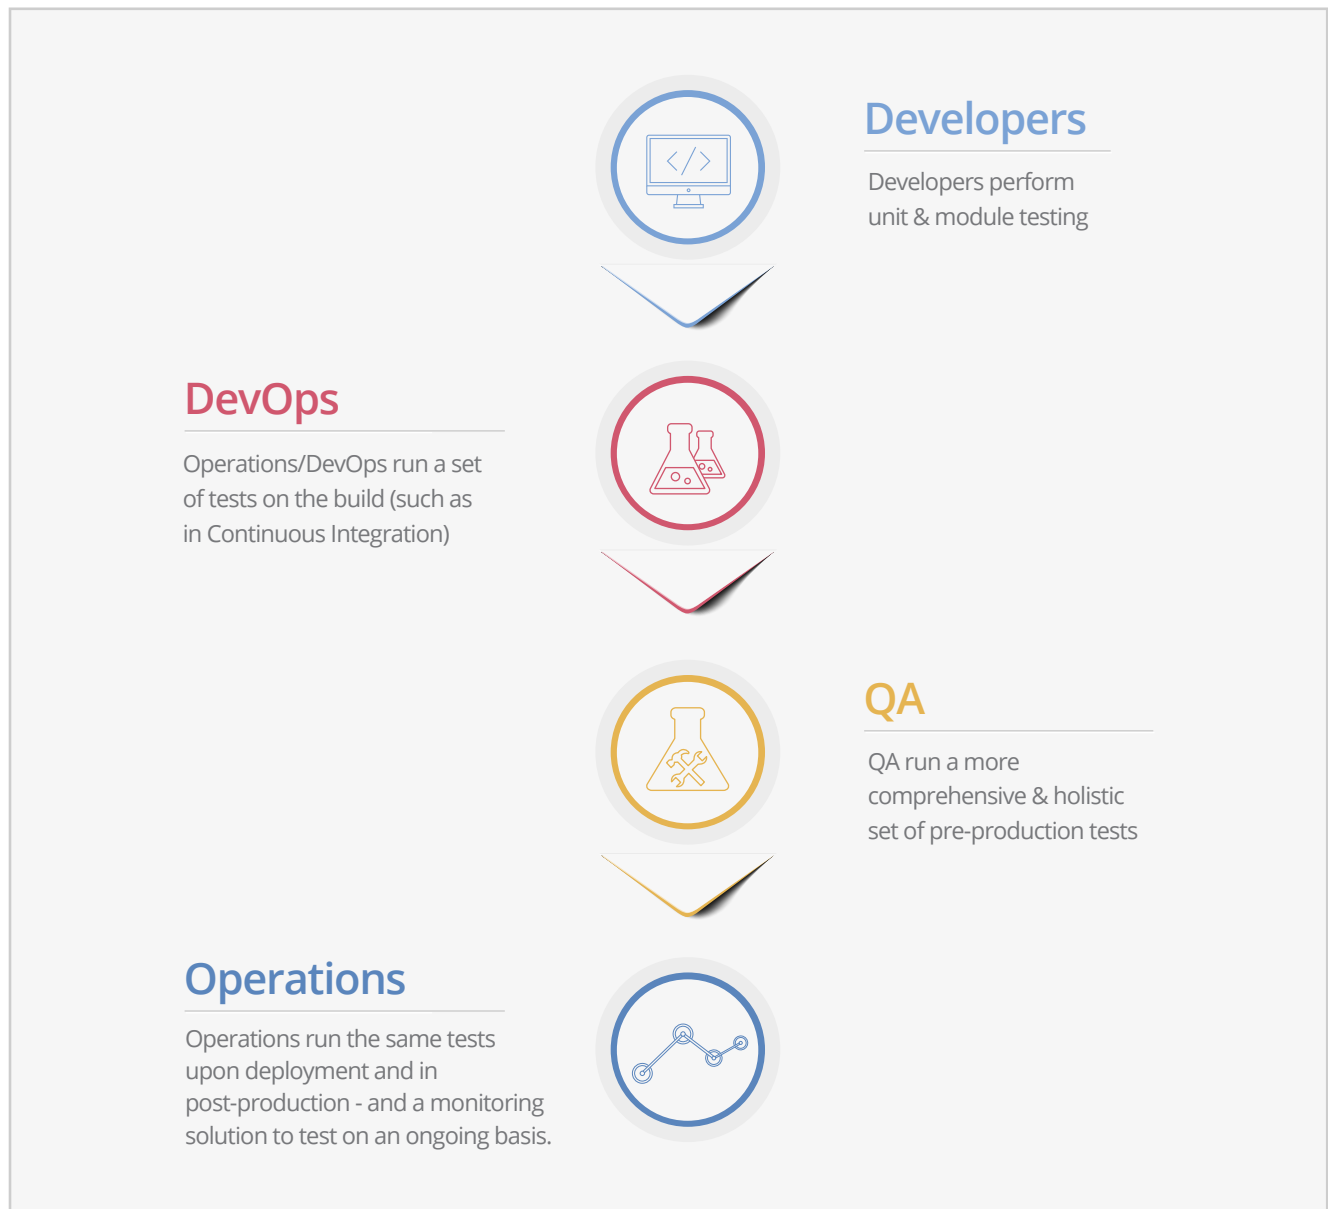 Developers
Developers perform
unit & module testing
DevOps
Operations/DevOps run a set
of tests on the build (such as
in Continuous Integration)
QA
QA run a more
comprehensive & holistic
set of pre-production tests
Operations
Operations run the same tests
upon deployment and in
post-production - and a monitoring
solution to test on an ongoing basis.